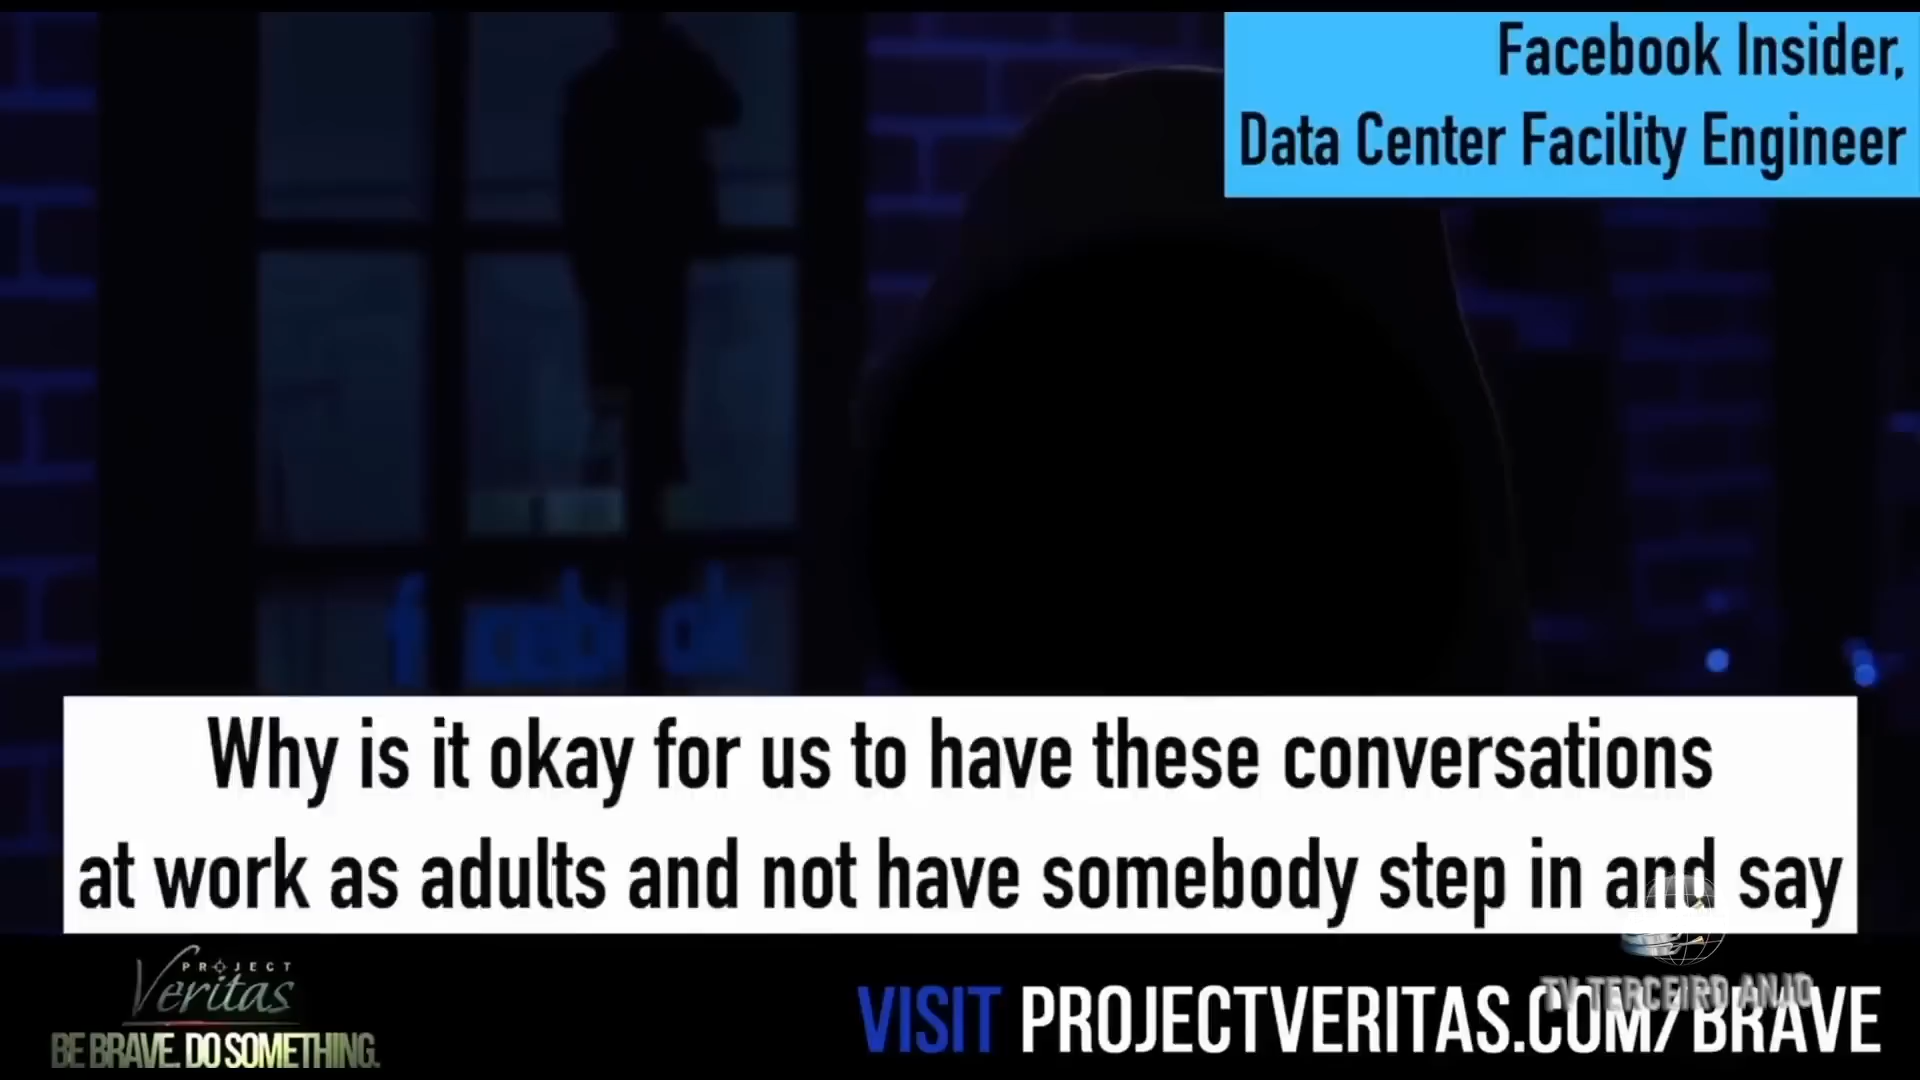 Facebook Insider,
Data Center Facility Engineer
Why is it okay for us to have these conversations
at work as adults and not have somebody step in and say
PROJECT
Veritas
BE BRAVE. DO SOMETHING.
VISIT PROJECTVERITAS.COM/BRAVE
TV TERCEIRO ANJO